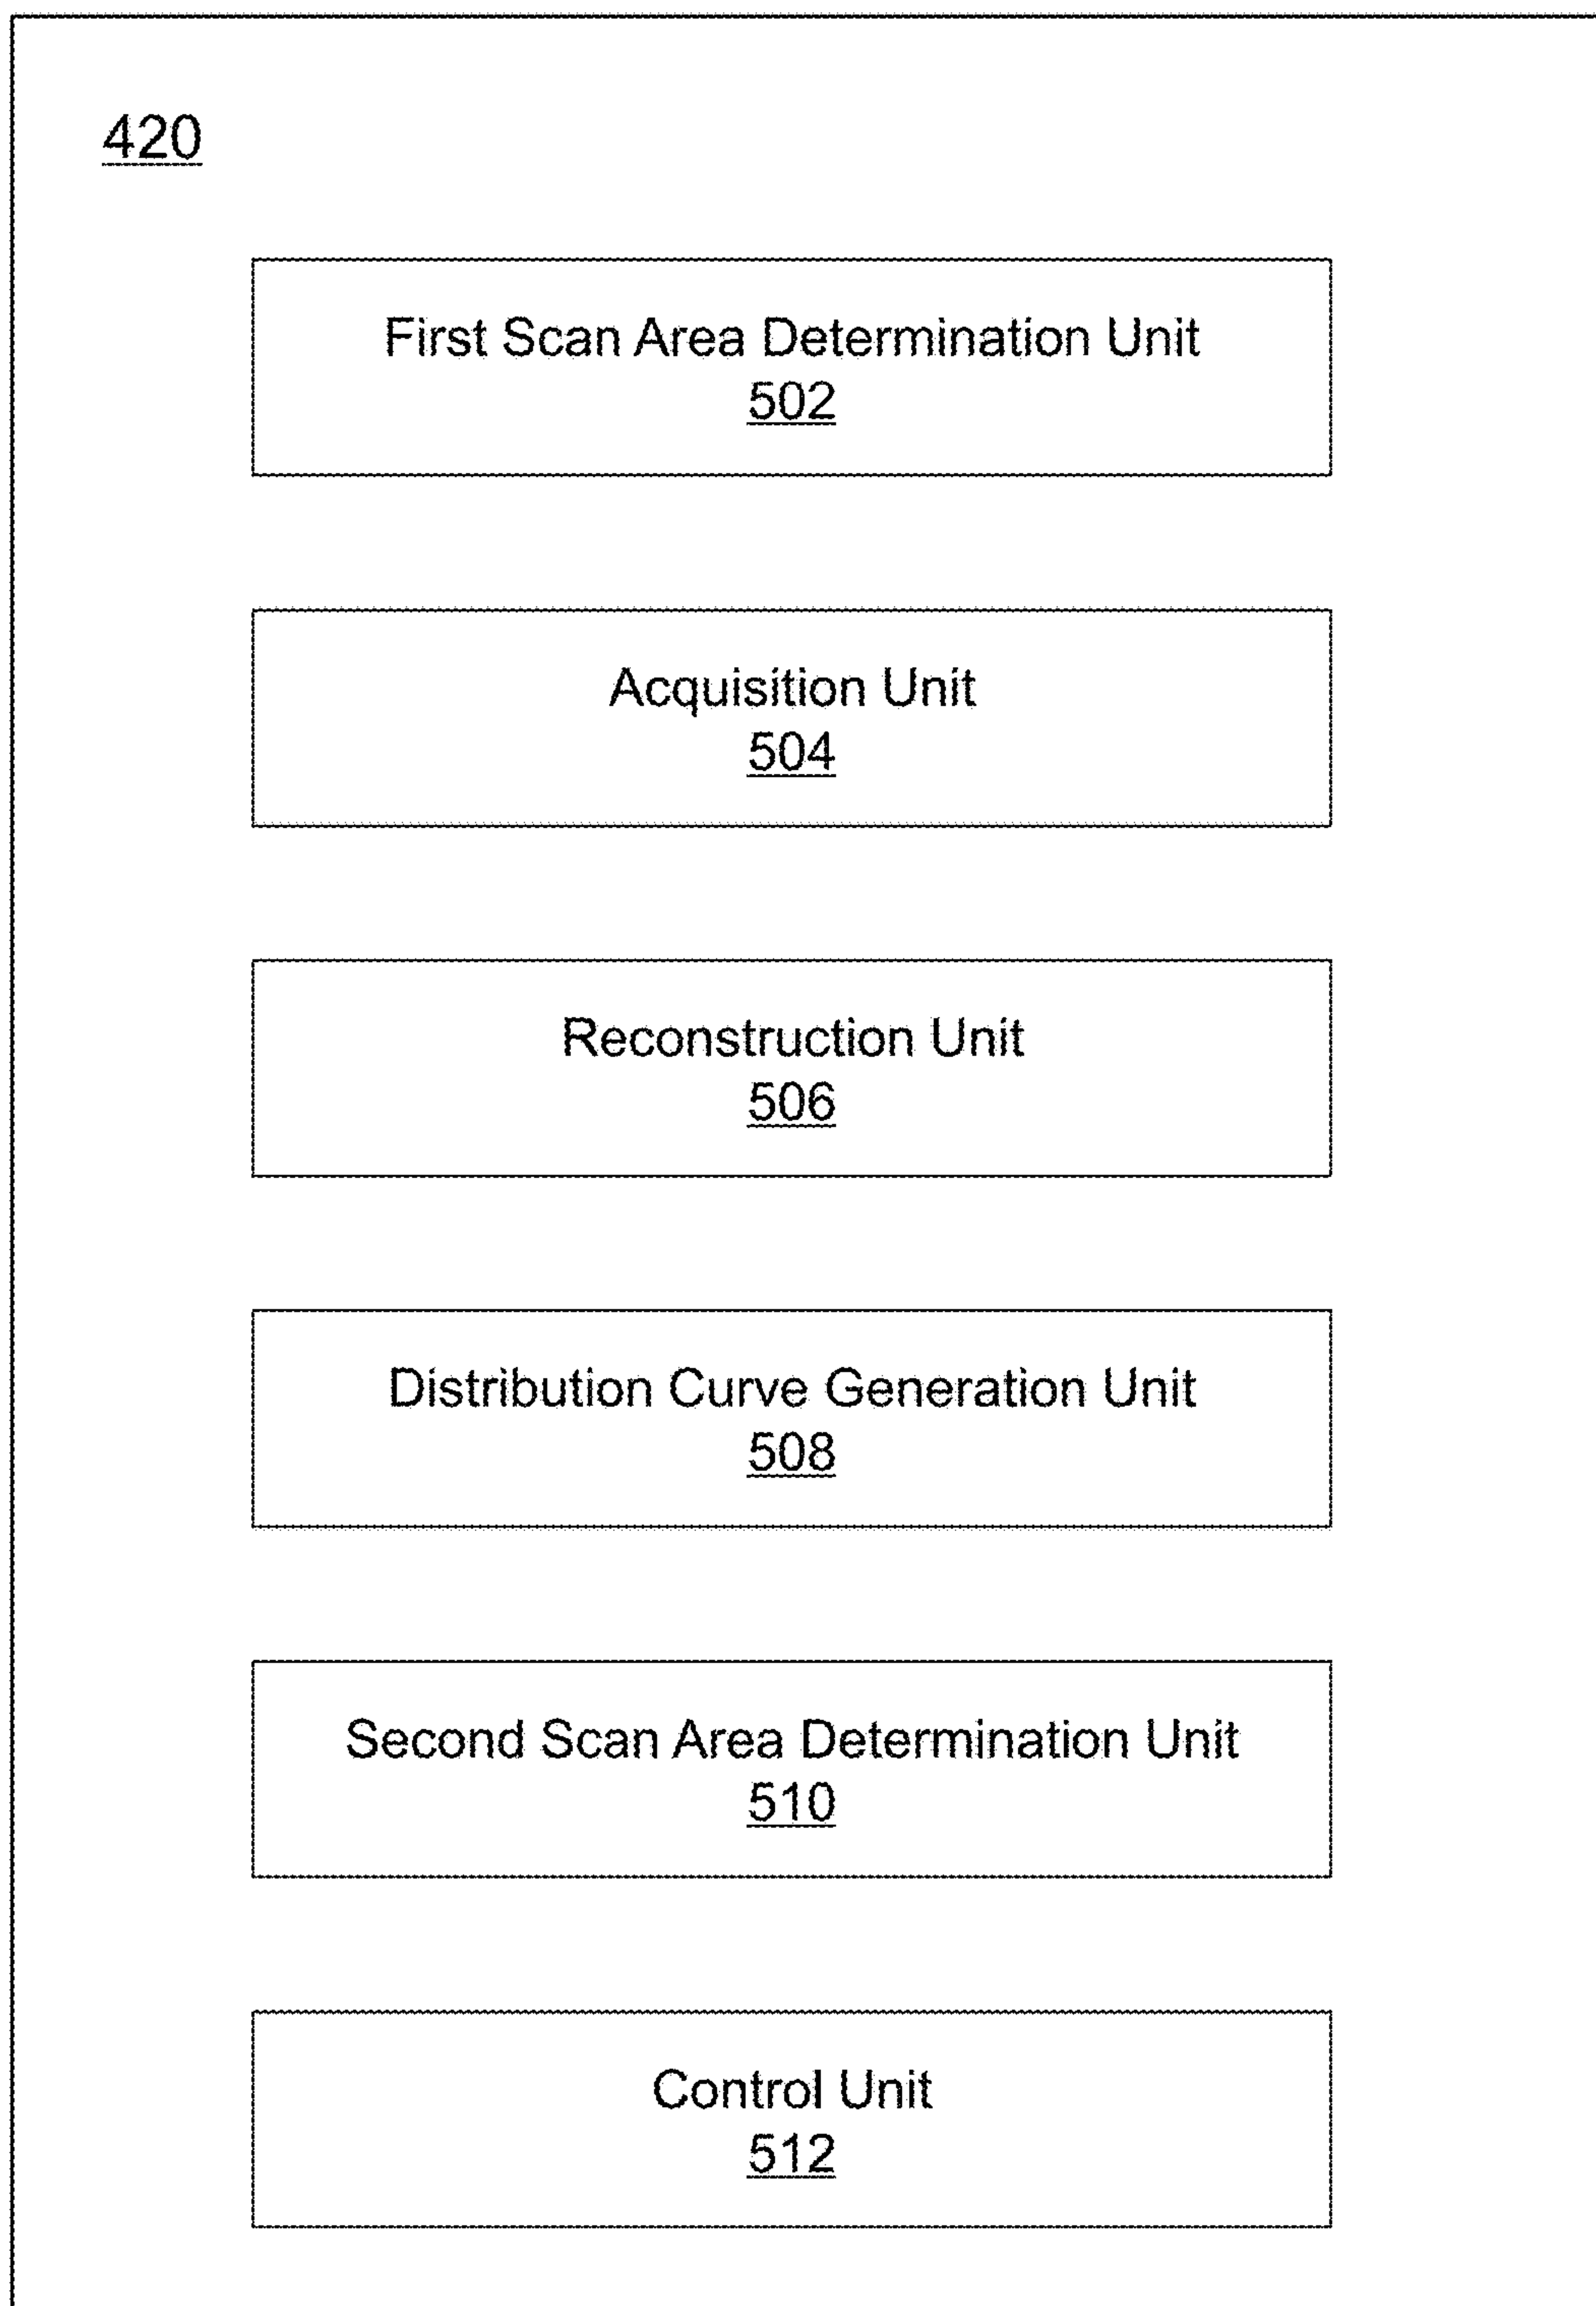 420
First Scan Area Determination Unit
502
Acquisition Unit
504
Reconstruction Unit
506
Distribution Curve Generation Unit
508
Second Scan Area Determination Unit
510
Control Unit
512